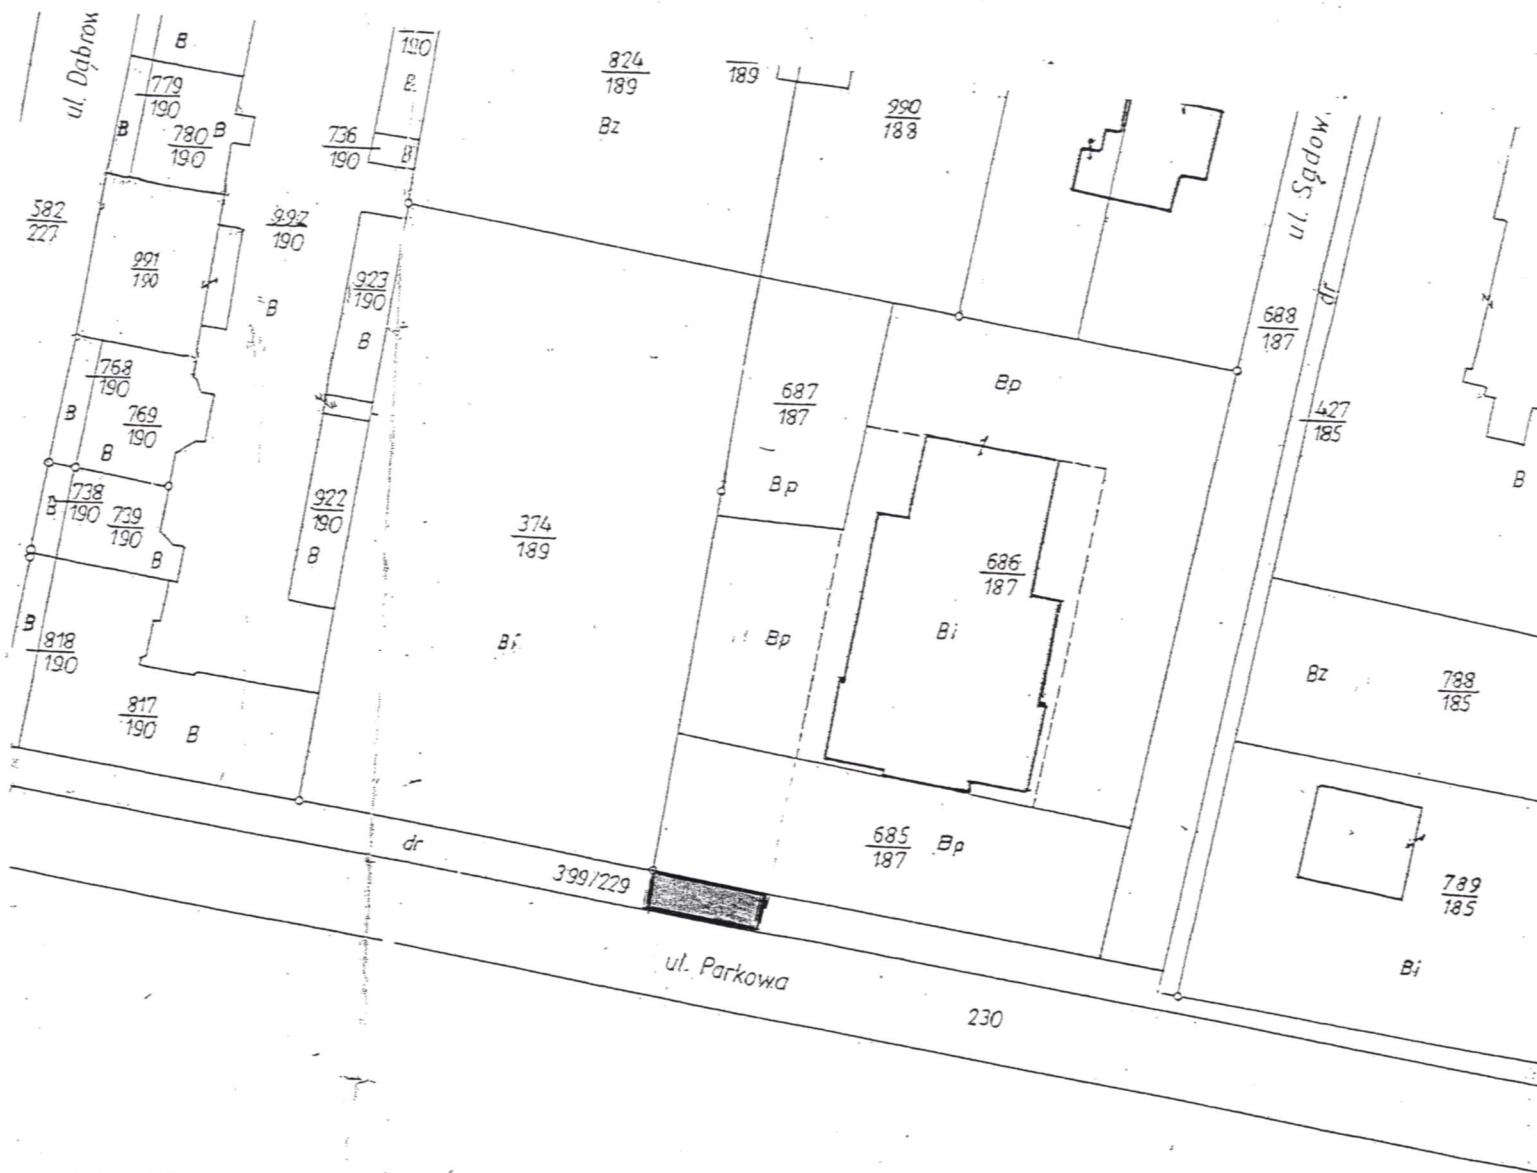 ul. Dąbrow
B
779
190
B
780
190
B
190
B
736
190
B
824
189
Bz
189
990
188
ul. Sądow.
dr
688
187
427
185
B
582
227
991
190
992
190
B
923
190
B
768
190
B
769
190
B
738
190
B
739
190
B
922
190
B
374
189
Bi
687
187
Bp
Bp
Bp
686
187
Bi
B
818
190
817
190
B
Bz
788
185
685
187
Bp
789
185
Bi
dr
399/229
ul. Parkowa
230